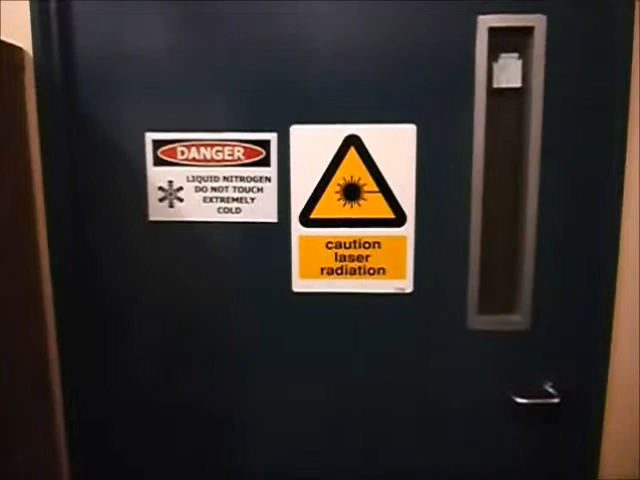 DANGER
LIQUID NITROGEN
DO NOT TOUCH
EXTREMELY
COLD
caution
laser
radiation